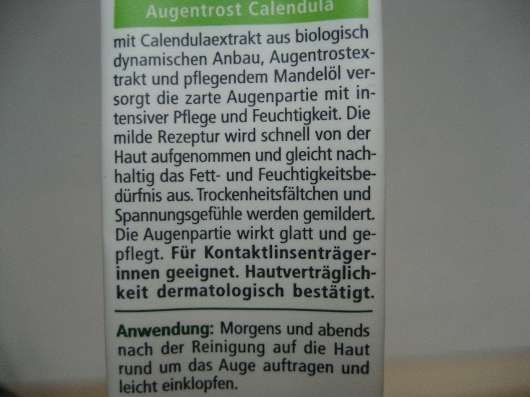 Augentrost Calendula
mit Calendulaextrakt aus biologisch
dynamischen Anbau, Augentrostex-
trakt und pflegendem Mandelöl ver-
sorgt die zarte Augenpartie mit in-
tensiver Pflege und Feuchtigkeit. Die
milde Rezeptur wird schnell von der
Haut aufgenommen und gleicht nach-
haltig das Fett- und Feuchtigkeitsbe-
dürfnis aus. Trockenheitsfältchen und
Spannungsgefühle werden gemildert.
Die Augenpartie wirkt glatt und ge-
pflegt. Für Kontaktlinsenträger-
innen geeignet. Hautverträglich-
keit dermatologisch bestätigt.
Anwendung: Morgens und abends
nach der Reinigung auf die Haut
rund um das Auge auftragen und
leicht einklopfen.